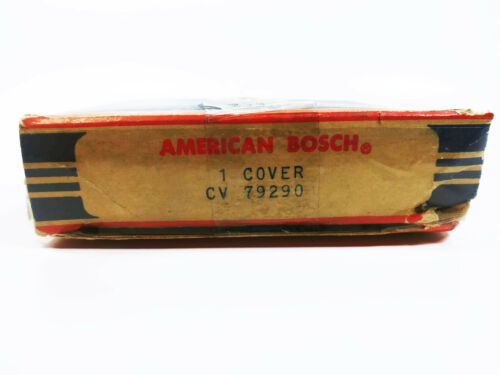 AMERICAN BOSCH®
1 COVER
CV 79290